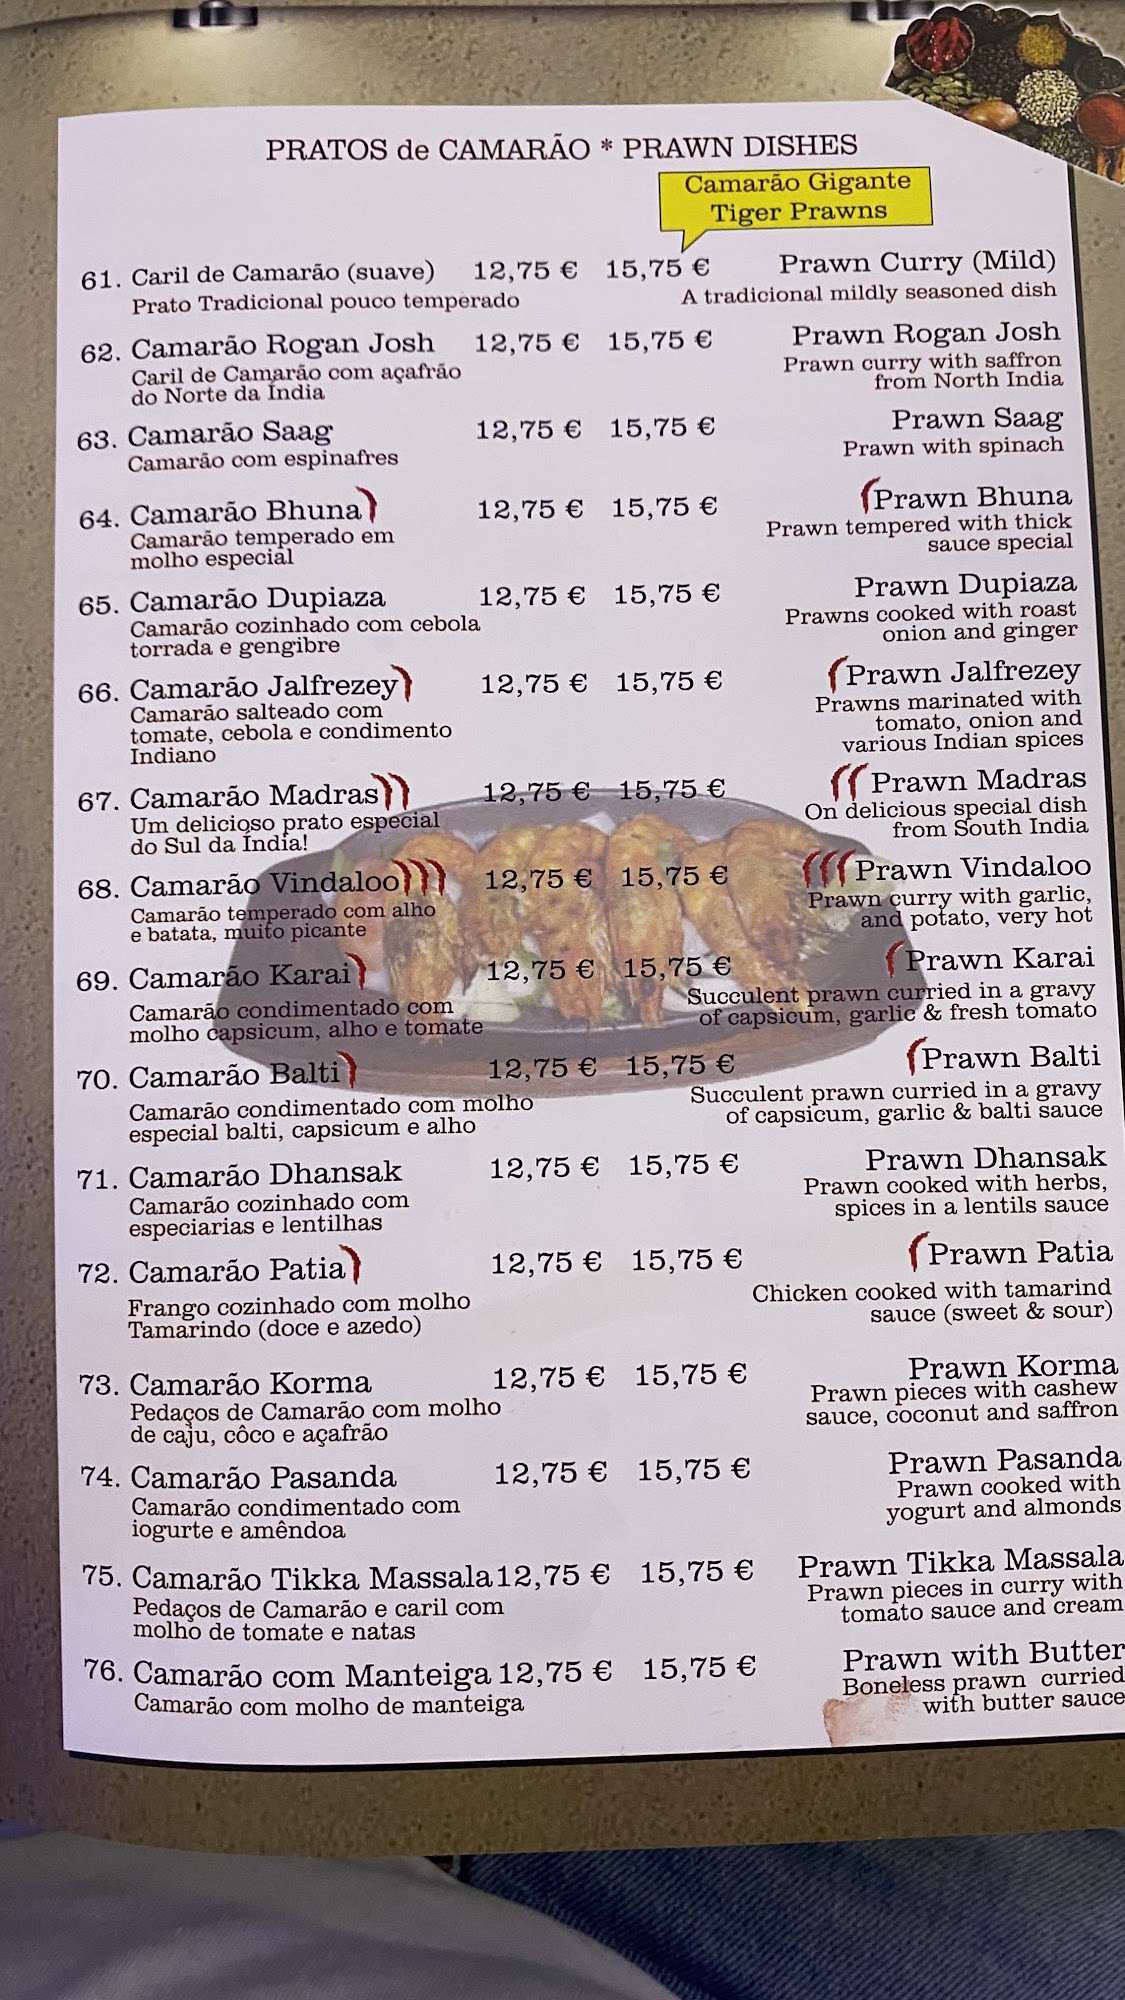 PRATOS de CAMARÃO * PRAWN DISHES
Camarão Gigante
Tiger Prawns
61. Caril de Camarão (suave) 12,75 € 15,75 € Prawn Curry (Mild)
Prato Tradicional pouco temperado A tradicional mildly seasoned dish
62. Camarão Rogan Josh 12,75 € 15,75 € Prawn Rogan Josh
Caril de Camarão com açafrão Prawn curry with saffron
do Norte da Índia from North India
63. Camarão Saag 12,75 € 15,75 € Prawn Saag
Camarão com espinafres Prawn with spinach
64. Camarão Bhuna 12,75 € 15,75 € Prawn Bhuna
Camarão temperado em Prawn tempered with thick
molho especial sauce special
65. Camarão Dupiaza 12,75 € 15,75 € Prawn Dupiaza
Camarão cozinhado com cebola Prawns cooked with roast
torrada e gengibre onion and ginger
66. Camarão Jalfrezey 12,75 € 15,75 € Prawn Jalfrezey
Camarão salteado com Prawns marinated with
tomate, cebola e condimento tomato, onion and
Indiano various Indian spices
67. Camarão Madras 12,75 € 15,75 € Prawn Madras
Um delicioso prato especial On delicious special dish
do Sul da Índia! from South India
68. Camarão Vindaloo 12,75 € 15,75 € Prawn Vindaloo
Camarão temperado com alho Prawn curry with garlic,
e batata, muito picante and potato, very hot
69. Camarão Karai 12,75 € 15,75 € Prawn Karai
Camarão condimentado com Succulent prawn curried in a gravy
molho capsicum, alho e tomate of capsicum, garlic & fresh tomato
70. Camarão Balti 12,75 € 15,75 € Prawn Balti
Camarão condimentado com molho Succulent prawn curried in a gravy
especial balti, capsicum e alho of capsicum, garlic & balti sauce
71. Camarão Dhansak 12,75 € 15,75 € Prawn Dhansak
Camarão cozinhado com Prawn cooked with herbs,
especiarias e lentilhas spices in a lentils sauce
72. Camarão Patia 12,75 € 15,75 € Prawn Patia
Frango cozinhado com molho Chicken cooked with tamarind
Tamarindo (doce e azedo) sauce (sweet & sour)
73. Camarão Korma 12,75 € 15,75 € Prawn Korma
Pedaços de Camarão com molho Prawn pieces with cashew
de caju, côco e açafrão sauce, coconut and saffron
74. Camarão Pasanda 12,75 € 15,75 € Prawn Pasanda
Camarão condimentado com Prawn cooked with
iogurte e amêndoa yogurt and almonds
75. Camarão Tikka Massala 12,75 € 15,75 € Prawn Tikka Massala
Pedaços de Camarão e caril com Prawn pieces in curry with
molho de tomate e natas tomato sauce and cream
76. Camarão com Manteiga 12,75 € 15,75 € Prawn with Butter
Camarão com molho de manteiga Boneless prawn curried
with butter sauce